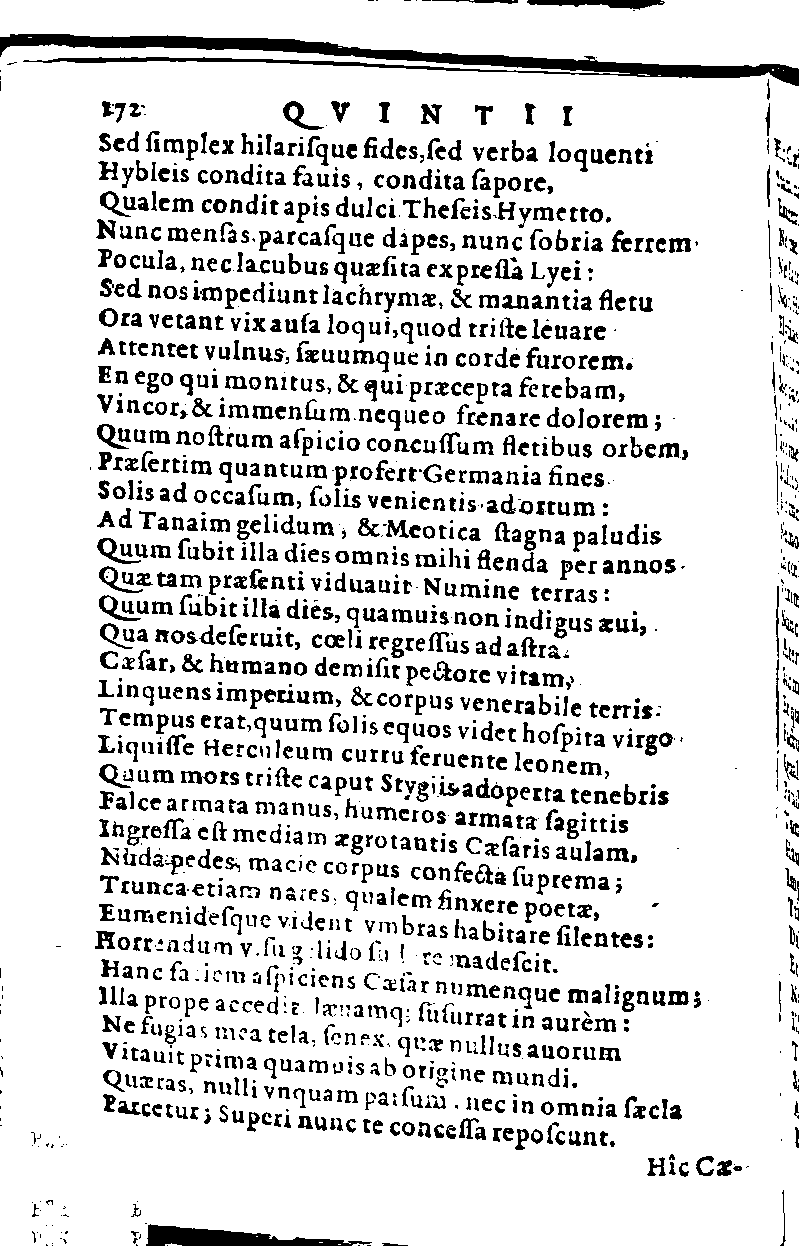 172 QVINTII
Sed ſimplex hilariſque fides, ſed verba loquenti
Hybleis condita fauis, condita ſapore,
Qualem condit apis dulci Theſeis Hymetto.
Nunc menſas parcaſque dapes, nunc ſobria ferrem
Pocula, nec lacubus quæſita expreſſà Lyei:
Sed nos impediunt lachrymæ, & manantia fletu
Ora vetant vix auſa loqui, quod triſte leuare
Attentet vulnus, ſæuumque in corde furorem.
En ego qui monitus, & qui præcepta ferebam,
Vincor, & immenſum nequeo frenare dolorem;
Quum noſtrum aſpicio concuſſum fletibus orbem,
Præſertim quantum profert Germania fines
Solis ad occaſum, ſolis venientis ad ortum:
Ad Tanaim gelidum, & Meotica ſtagna paludis
Quum ſubit illa dies omnis mihi flenda per annos
Quæ tam præſenti viduauit Numine terras:
Quum ſubit illa dies, quamuis non indigus æui,
Qua nos deſeruit, cœli regreſſus ad aſtra
Cæſar, & humano demiſit pectore vitam,
Linquens imperium, & corpus venerabile terris.
Tempus erat, quum ſolis equos videt hoſpita virgo
Liquiſſe Herculeum curru feruente leonem,
Quum mors triſte caput Stygiis adoperta tenebris
Falce armata manus, humeros armata ſagittis
Ingreſſa eſt mediam ægrotantis Cæſaris aulam,
Nuda pedes, macie corpus confecta ſuprema;
Trunca etiam nares, qualem finxere poetæ,
Eumenideſque vident vmbras habitare ſilentes:
Horrendum madeſcit.
Hanc faciem aſpiciens Cæſar numenque malignum;
Illa prope accedit læuamq; ſuſurrat in aurèm:
Ne fugias mea tela, ſenex, quæ nullus auorum
Vitauit prima quamuis ab origine mundi.
Quæras, nulli vnquam parſum, nec in omnia ſæcla
Parcetur; Superi nunc te conceſſa repoſcunt.
Hîc Cæ-